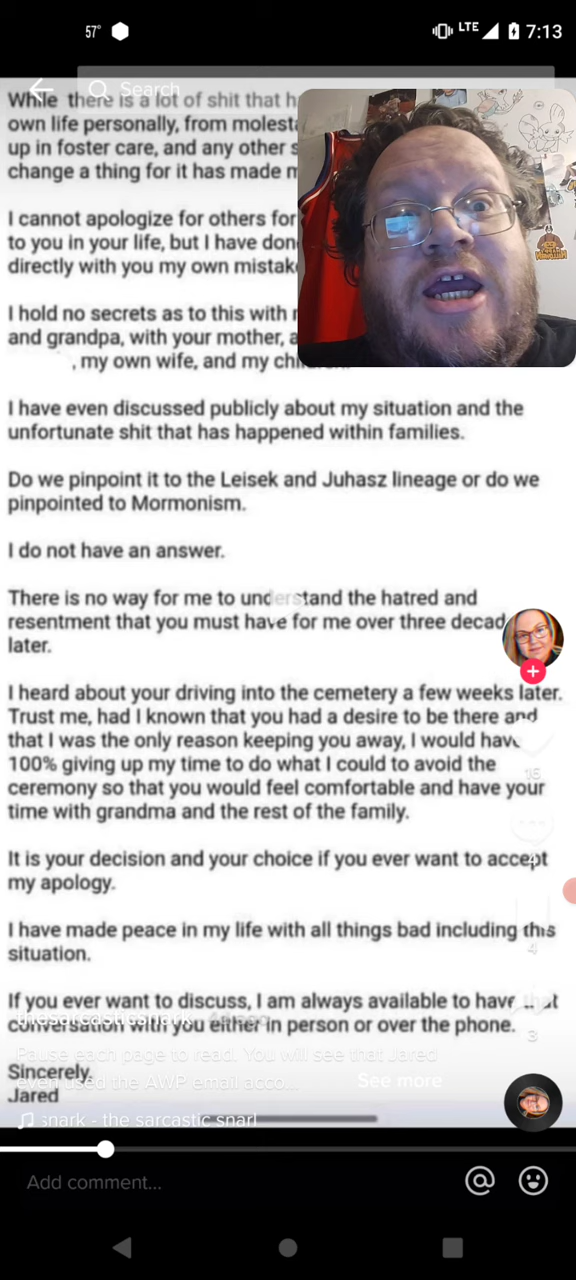 57°
LTE 7:13
Search
While there is a lot of shit that h
own life personally, from molest
up in foster care, and any other s
change a thing for it has made
I cannot apologize for others for
to you in your life, but I have don
directly with you my own mistak
I hold no secrets as to this with
and grandpa, with your mother,
, my own wife, and my
I have even discussed publicly about my situation and the
unfortunate shit that has happened within families.
Do we pinpoint it to the Leisek and Juhasz lineage or do we
pinpointed to Mormonism.
I do not have an answer.
There is no way for me to understand the hatred and
resentment that you must have for me over three decad
later.
I heard about your driving into the cemetery a few weeks later.
Trust me, had I known that you had a desire to be there and
that I was the only reason keeping you away, I would have
100% giving up my time to do what I could to avoid the
ceremony so that you would feel comfortable and have your
time with grandma and the rest of the family.
It is your decision and your choice if you ever want to accept
my apology.
I have made peace in my life with all things bad including this
situation.
If you ever want to discuss, I am always available to have that
conversation with you either in person or over the phone.
Sincerely,
Jared
16
4
4
3
thesarcasticsnark
Pause each page to read. You will see that Jared
even used the AWP email acco... See more
snark - the sarcastic snarl
Add comment...